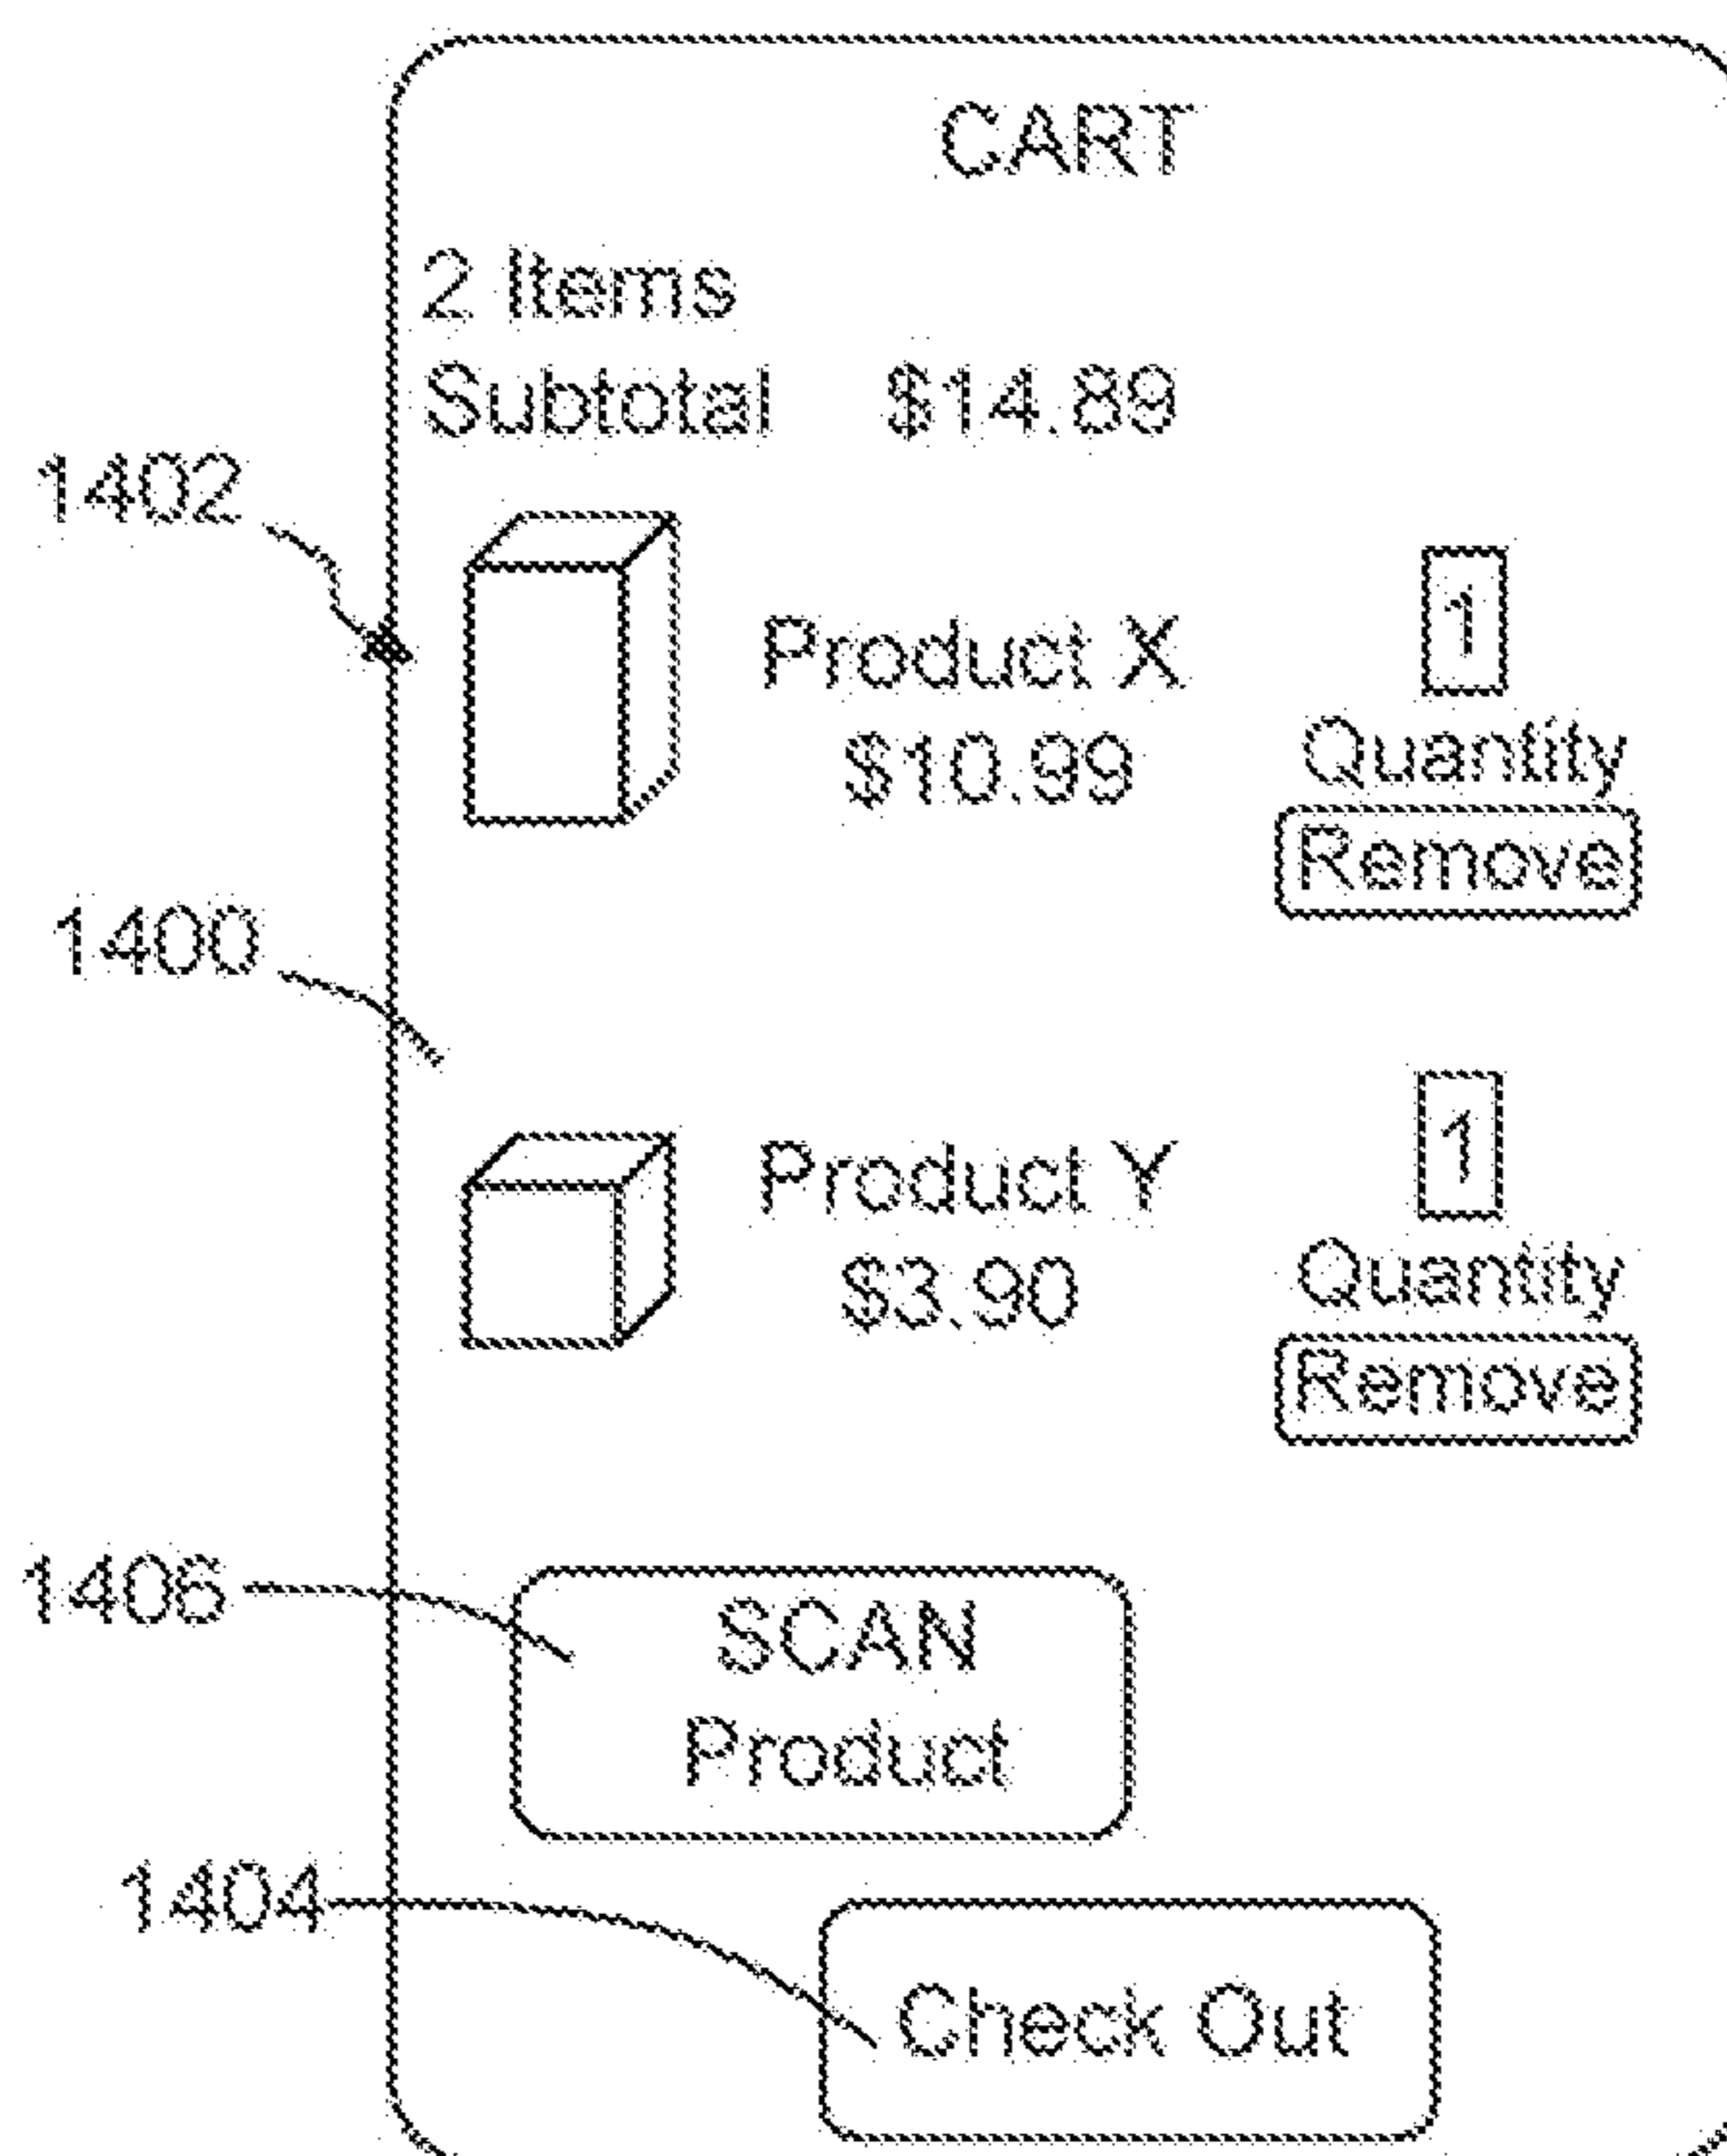 CART
2 Items
Subtotal $14.89
1402
1
Product X
Quantity
$10.99
Remove
1400
1
Product Y
Quantity
$3.90
Remove
1406
SCAN
Product
1404
Check Out